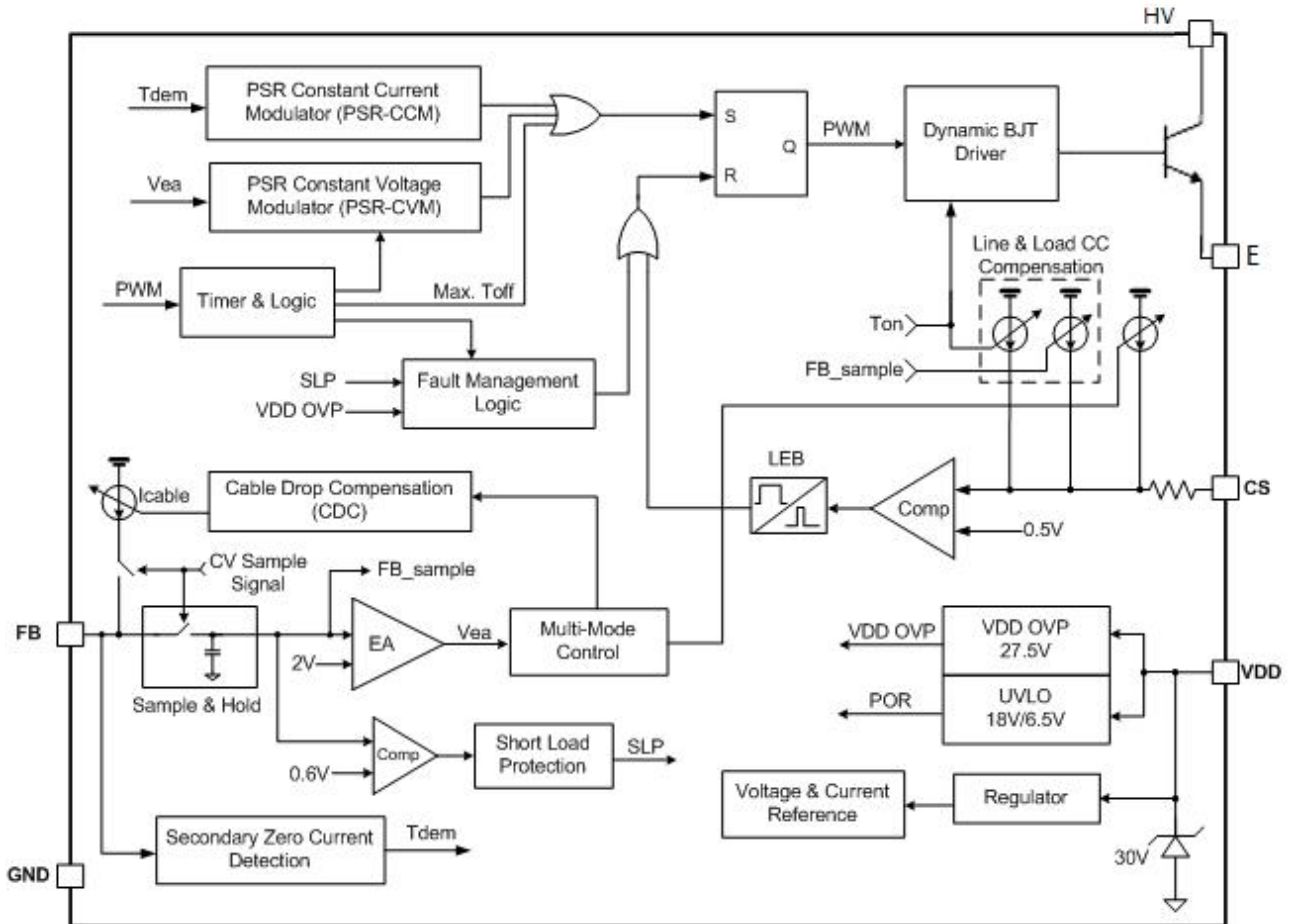 HV
Tdem
PSR Constant Current
Modulator (PSR-CCM)
S
R
Q
PWM
Dynamic BJT
Driver
Vea
PSR Constant Voltage
Modulator (PSR-CVM)
E
Line & Load CC
Compensation
PWM
Timer & Logic
Max. Toff
Ton
FB_sample
SLP
VDD OVP
Fault Management
Logic
LEB
Comp
0.5V
CS
Icable
Cable Drop Compensation
(CDC)
CV Sample
Signal
FB_sample
FB
Sample & Hold
2V
EA
Vea
Multi-Mode
Control
VDD OVP
VDD OVP
27.5V
VDD
POR
UVLO
18V/6.5V
0.6V
Comp
Short Load
Protection
SLP
Voltage & Current
Reference
Regulator
30V
Secondary Zero Current
Detection
Tdem
GND